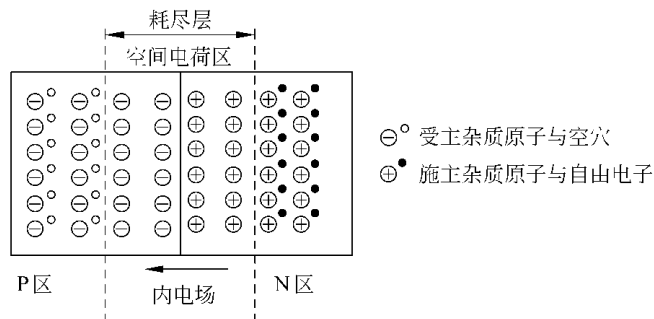 耗尽层
空间电荷区
受主杂质原子与空穴
施主杂质原子与自由电子
P区
内电场
N区